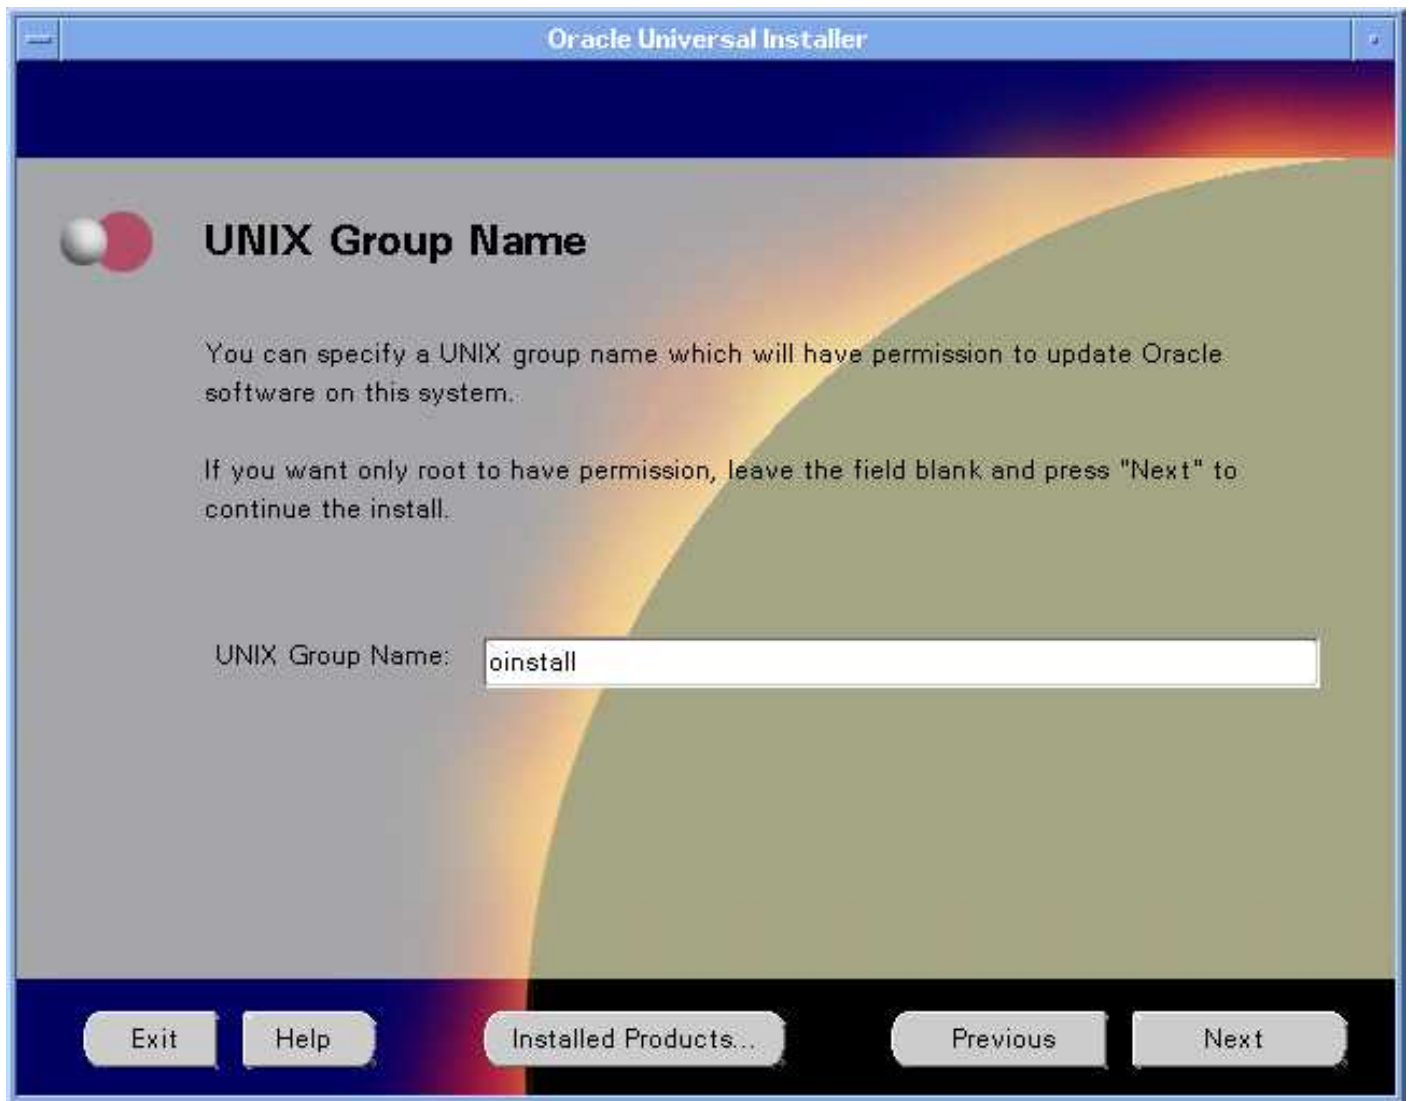 Oracle Universal Installer
UNIX Group Name
You can specify a UNIX group name which will have permission to update Oracle
software on this system.
If you want only root to have permission, leave the field blank and press "Next" to
continue the install.
UNIX Group Name: oinstall
Exit Help Installed Products... Previous Next